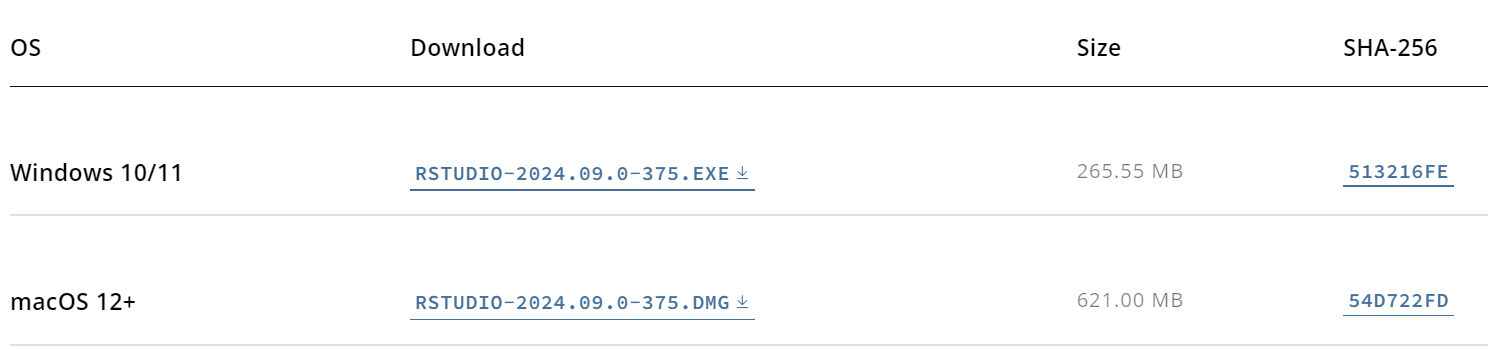 OS Download Size SHA-256
Windows 10/11 RSTUDIO-2024.09.0-375.EXE 265.55 MB 513216FE
macOS 12+ RSTUDIO-2024.09.0-375.DMG 621.00 MB 54D722FD